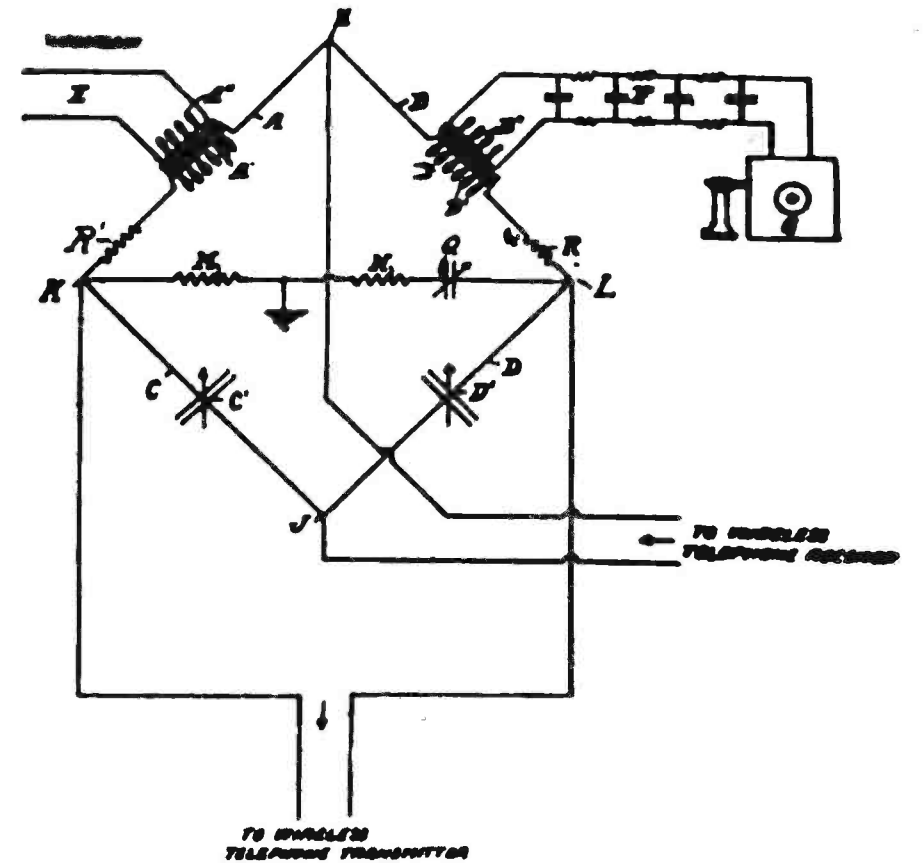 H
A"
A
B
B'
X
A'
R'
M
R
Q
K
L
C
C'
D
D'
J
TO WIRELESS
TELEPHONE RECEIVER
TO WIRELESS
TELEPHONE TRANSMITTER